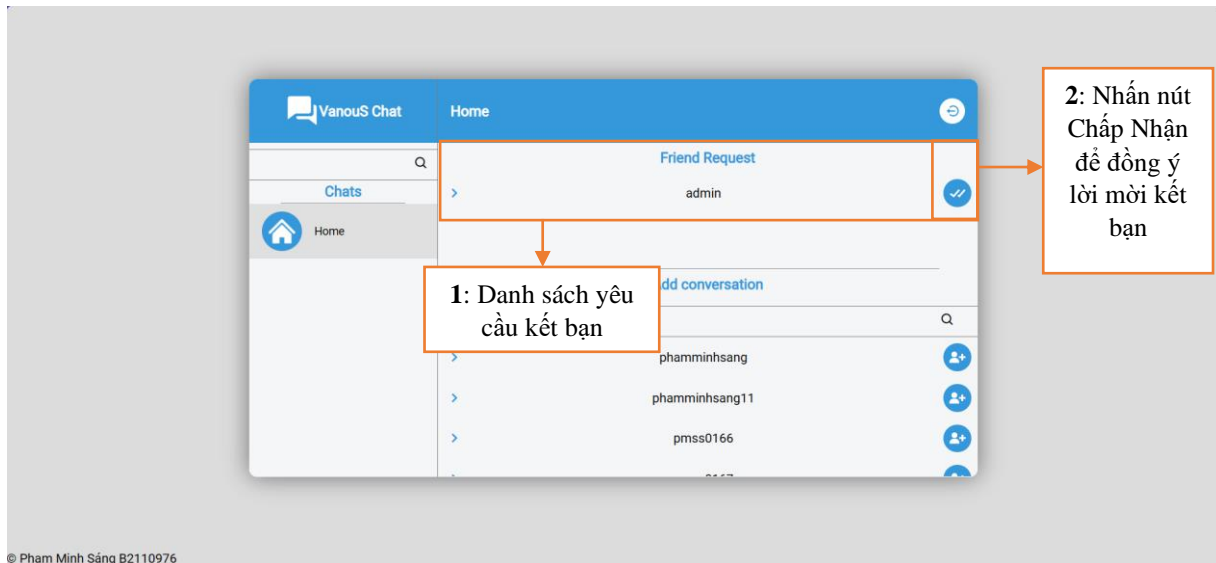 VanouS Chat
Home
2: Nhấn nút
Chấp Nhận
để đồng ý
lời mời kết
bạn
Friend Request
Chats
admin
Home
1: Danh sách yêu
cầu kết bạn
dd conversation
phamminhsang
phamminhsang11
pmss0166
© Phạm Minh Sáng B2110976